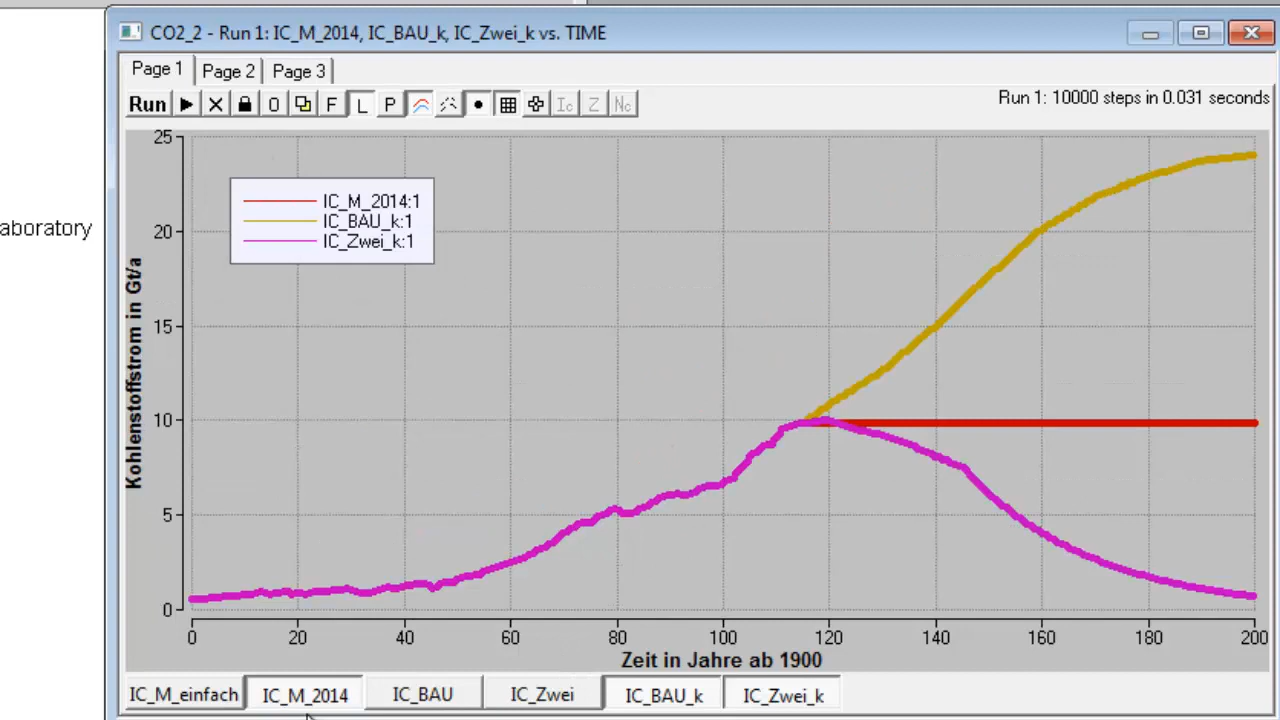 CO2_2 - Run 1: IC_M_2014, IC_BAU_k, IC_Zwei_k vs. TIME
Page 1 Page 2 Page 3
Run 0 F L P Ic Z Nc
Run 1: 10000 steps in 0.031 seconds
aboratory
Kohlenstoffstrom in Gt/a
25
20
15
10
5
0
IC_M_2014:1
IC_BAU_k:1
IC_Zwei_k:1
0 20 40 60 80 100 120 140 160 180 200
Zeit in Jahre ab 1900
IC_M_einfach IC_M_2014 IC_BAU IC_Zwei IC_BAU_k IC_Zwei_k